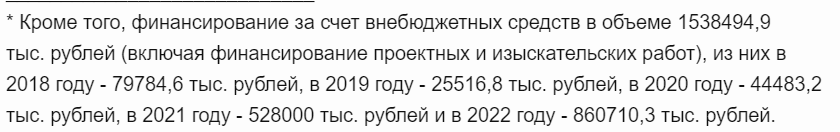 * Кроме того, финансирование за счет внебюджетных средств в объеме 1538494,9
тыс. рублей (включая финансирование проектных и изыскательских работ), из них в
2018 году - 79784,6 тыс. рублей, в 2019 году - 25516,8 тыс. рублей, в 2020 году - 44483,2
тыс. рублей, в 2021 году - 528000 тыс. рублей и в 2022 году - 860710,3 тыс. рублей.